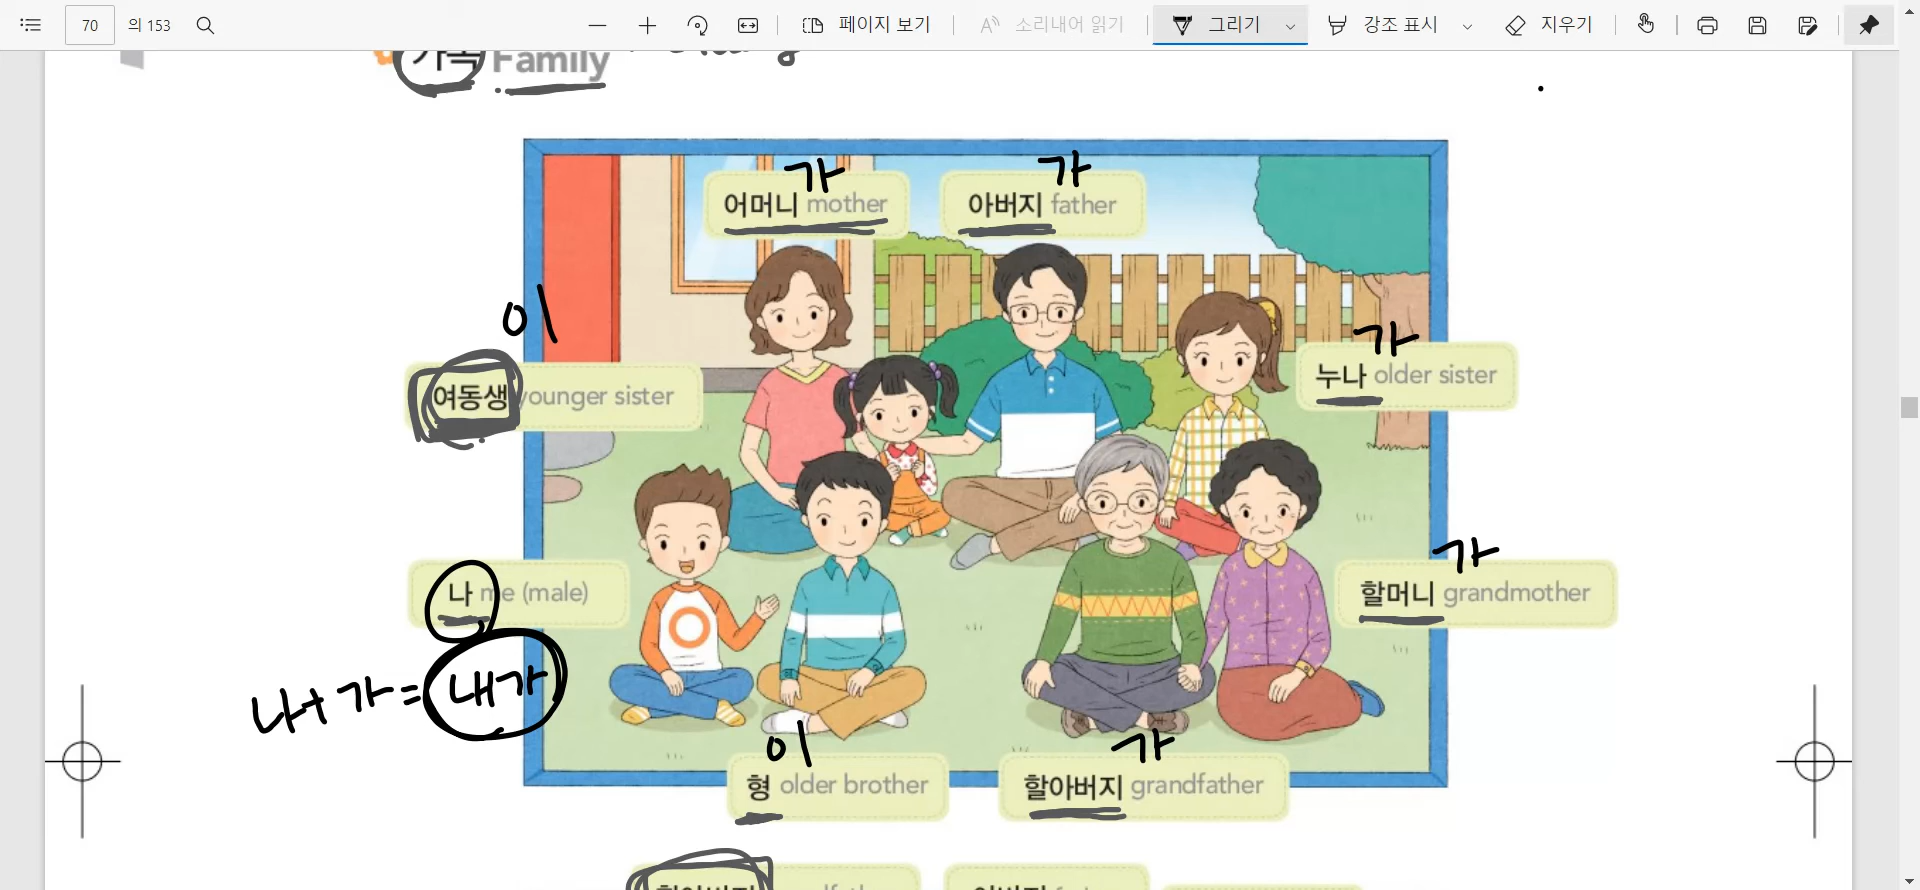 70 의 153 페이지 보기 소리내어 읽기 그리기 강조 표시 지우기
가족 Family
가 가
어머니 mother 아버지 father
이
가
여동생 younger sister
누나 older sister
가
나 me (male)
할머니 grandmother
나+가=내가
이 가
형 older brother 할아버지 grandfather